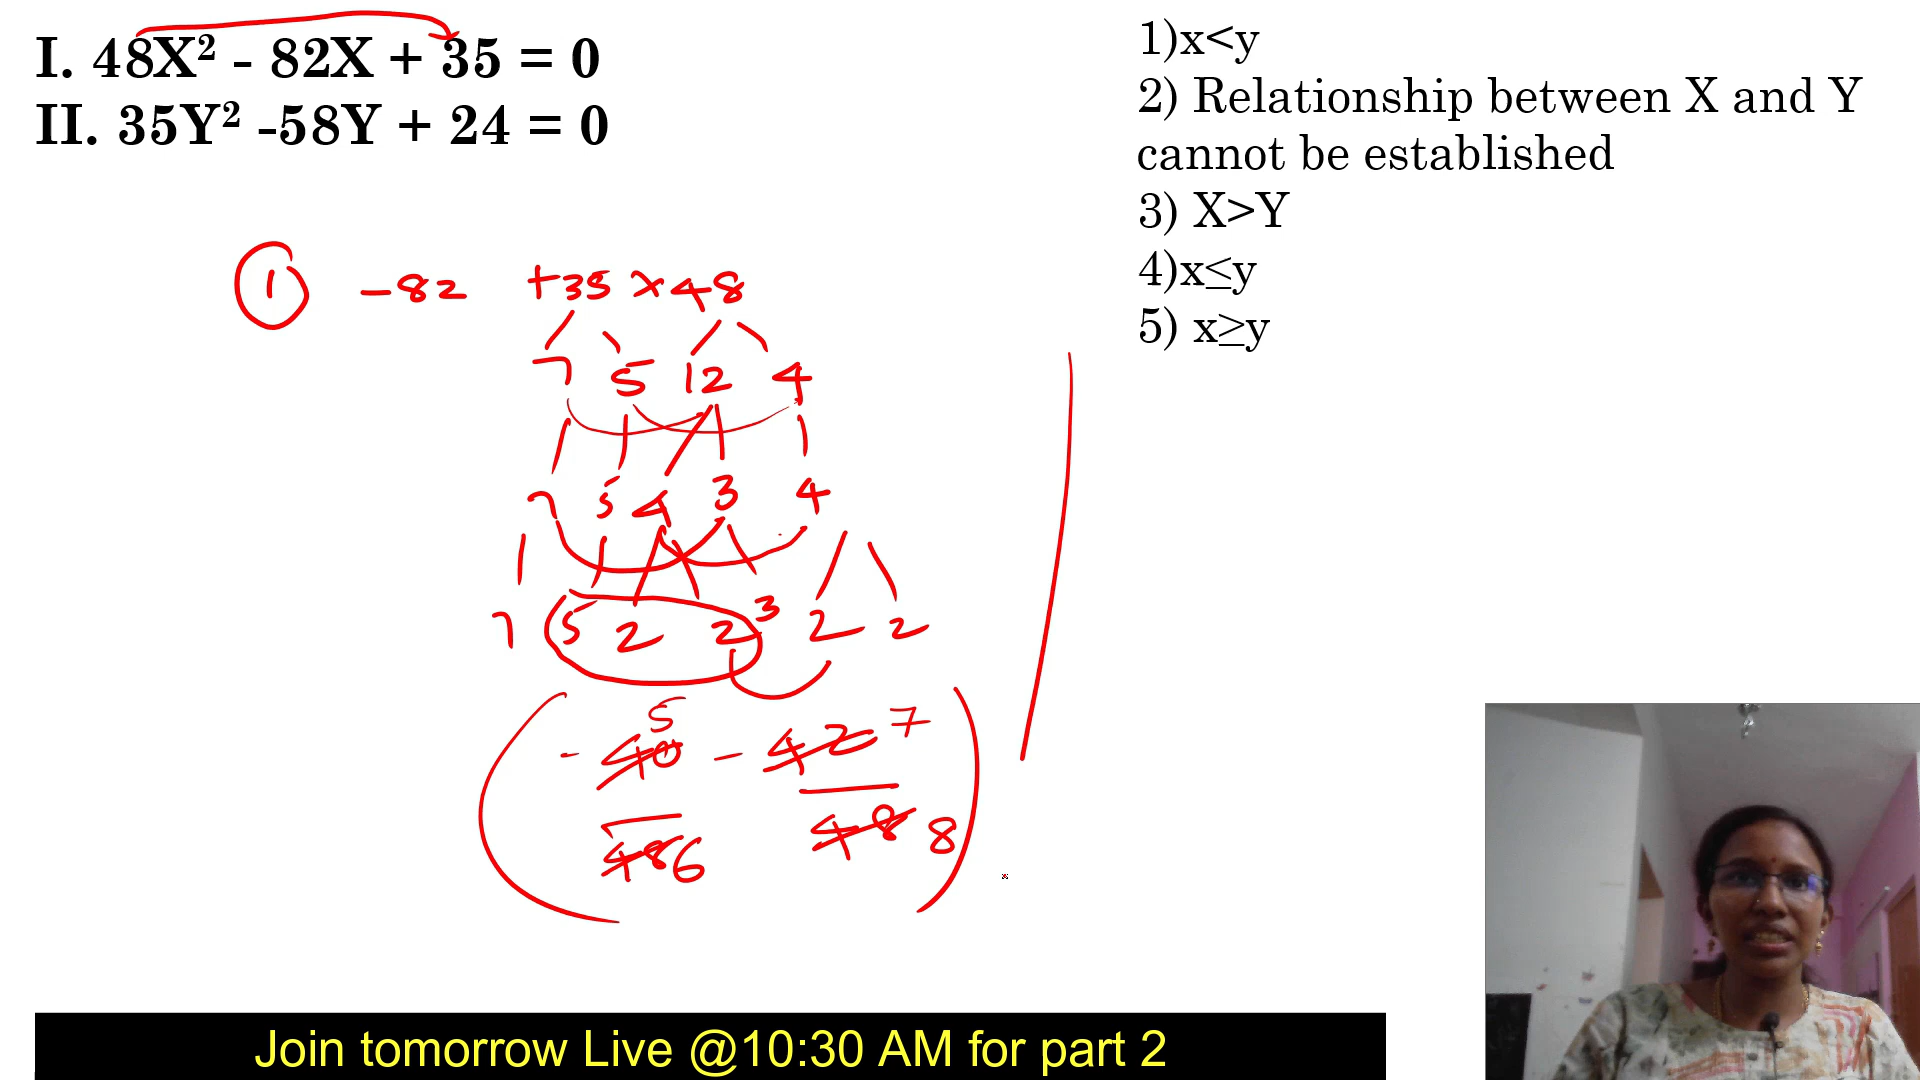 I. 48X² - 82X + 35 = 0
II. 35Y² -58Y + 24 = 0
1)x<y
2) Relationship between X and Y
cannot be established
3) X>Y
4)x≤y
5) x≥y
1 -82 +35 x 48
7 5 12 4
7 5 4 3 4
7 5 2 2 3 2 2
5 7
- 40 - 42
48 6 48 8
Join tomorrow Live @10:30 AM for part 2